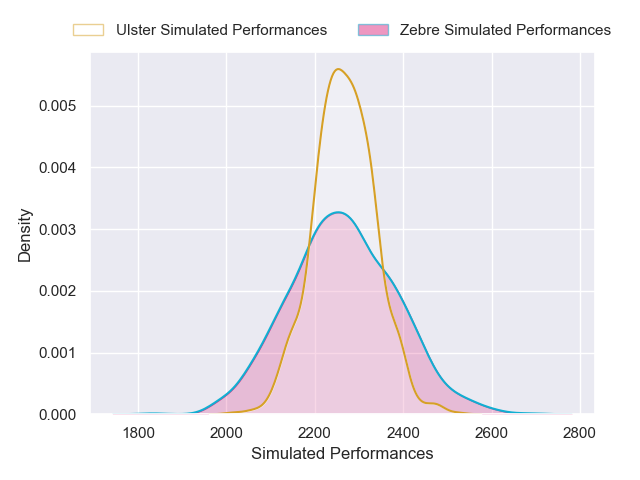 Ulster Simulated Performances Zebre Simulated Performances
0.005
0.004
0.003
0.002
0.001
0.000
Density
1800 2000 2200 2400 2600 2800
Simulated Performances